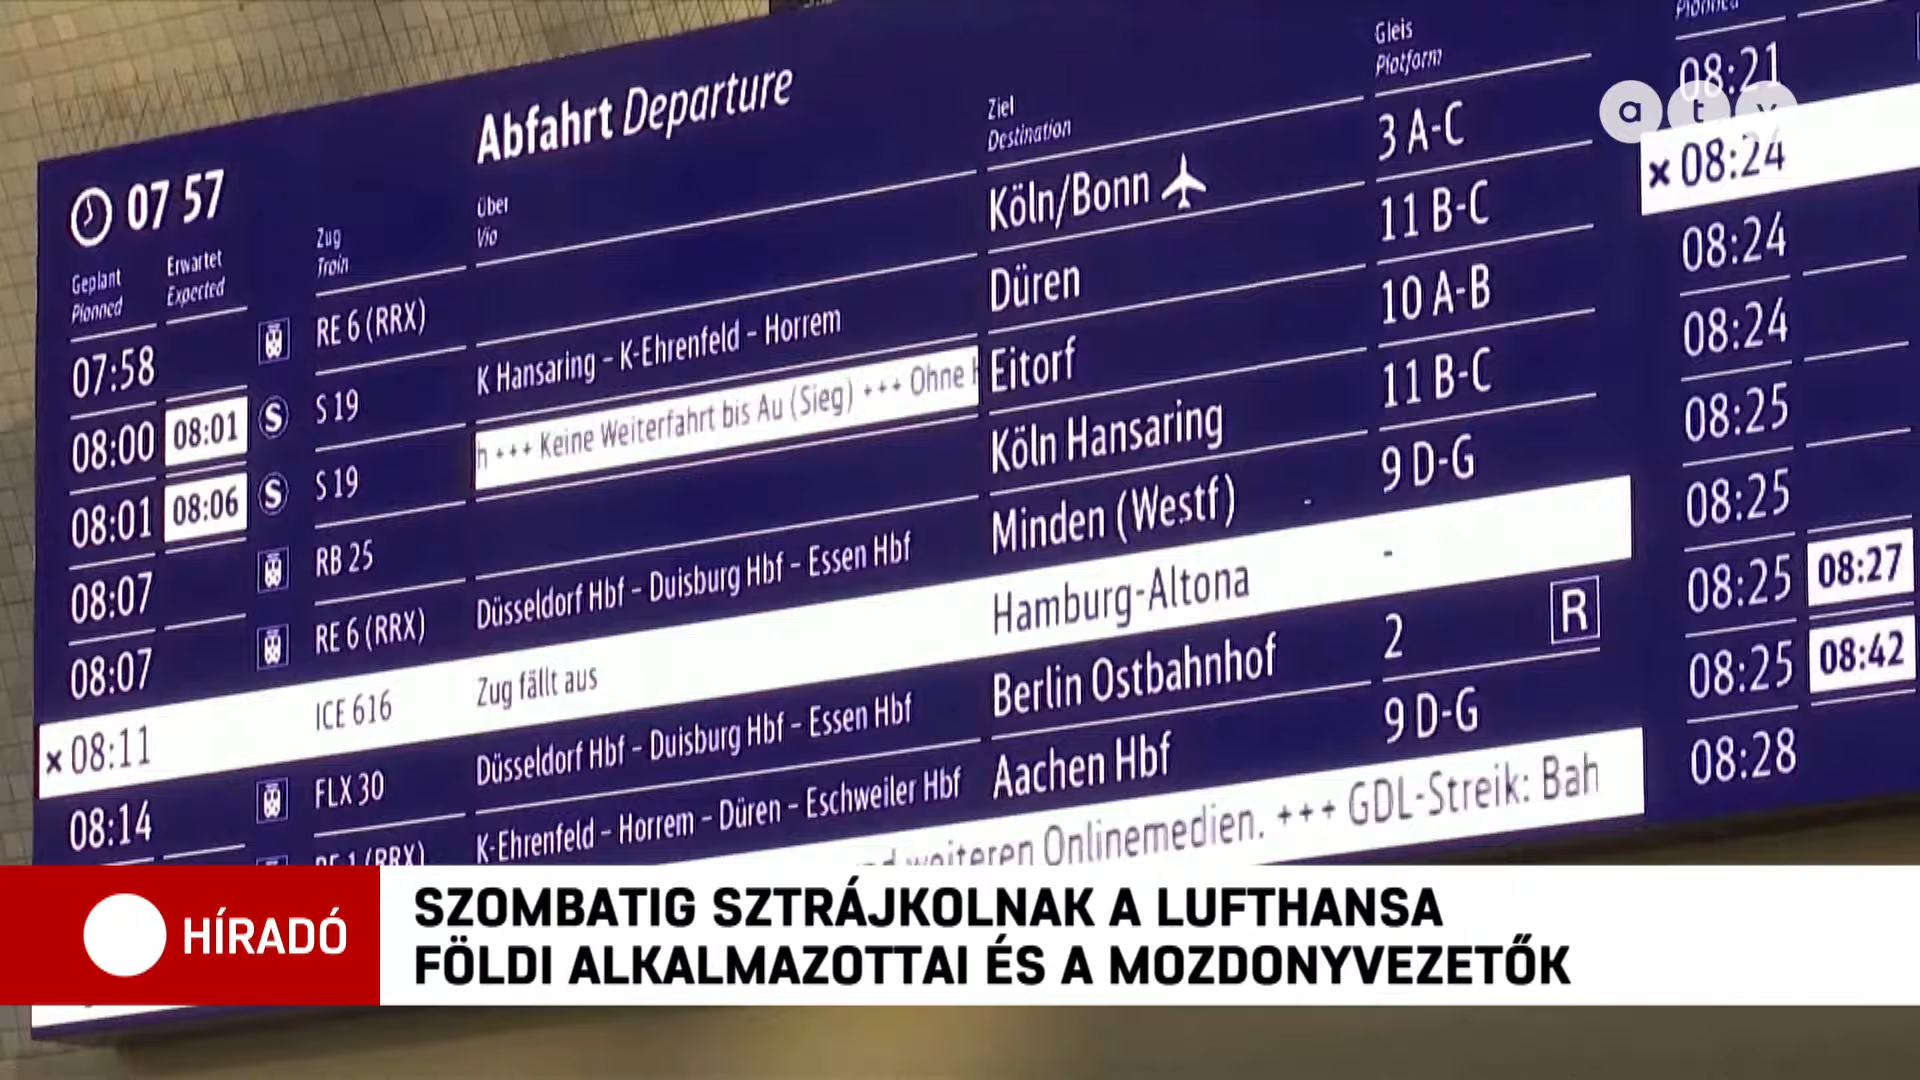 Abfahrt Departure
07 57
Geplant
Planned
Erwartet
Expected
Zug
Train
Über
Via
Ziel
Destination
Gleis
Platform
07:58 RE 6 (RRX) Köln/Bonn 3 A-C
08:00 08:01 S S 19 K Hansaring - K-Ehrenfeld - Horrem Düren 11 B-C
08:01 08:06 S S 19 h +++ Keine Weiterfahrt bis Au (Sieg) +++ Ohne Eitorf 10 A-B
08:07 RB 25 Köln Hansaring 11 B-C
08:07 RE 6 (RRX) Düsseldorf Hbf - Duisburg Hbf - Essen Hbf Minden (Westf) 9 D-G
× 08:11 ICE 616 Zug fällt aus Hamburg-Altona -
08:14 FLX 30 Düsseldorf Hbf - Duisburg Hbf - Essen Hbf Berlin Ostbahnhof 2 R
RE 1 (RRX) K-Ehrenfeld - Horrem - Düren - Eschweiler Hbf Aachen Hbf 9 D-G
weiteren Onlinemedien. +++ GDL-Streik: Bah
Planned
08:21
× 08:24
08:24
08:24
08:25
08:25
08:25 08:27
08:25 08:42
08:28
atv
HÍRADÓ
SZOMBATIG SZTRÁJKOLNAK A LUFTHANSA
FÖLDI ALKALMAZOTTAI ÉS A MOZDONYVEZETŐK